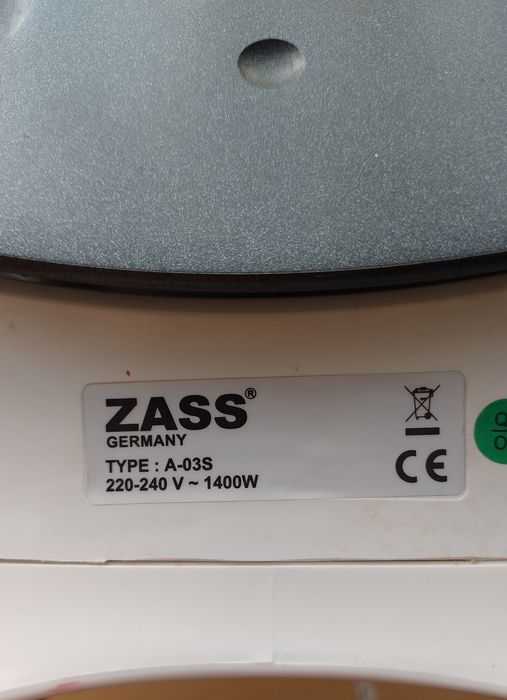 ZASS®
GERMANY
TYPE : A-03S
220-240 V ~ 1400W
CE